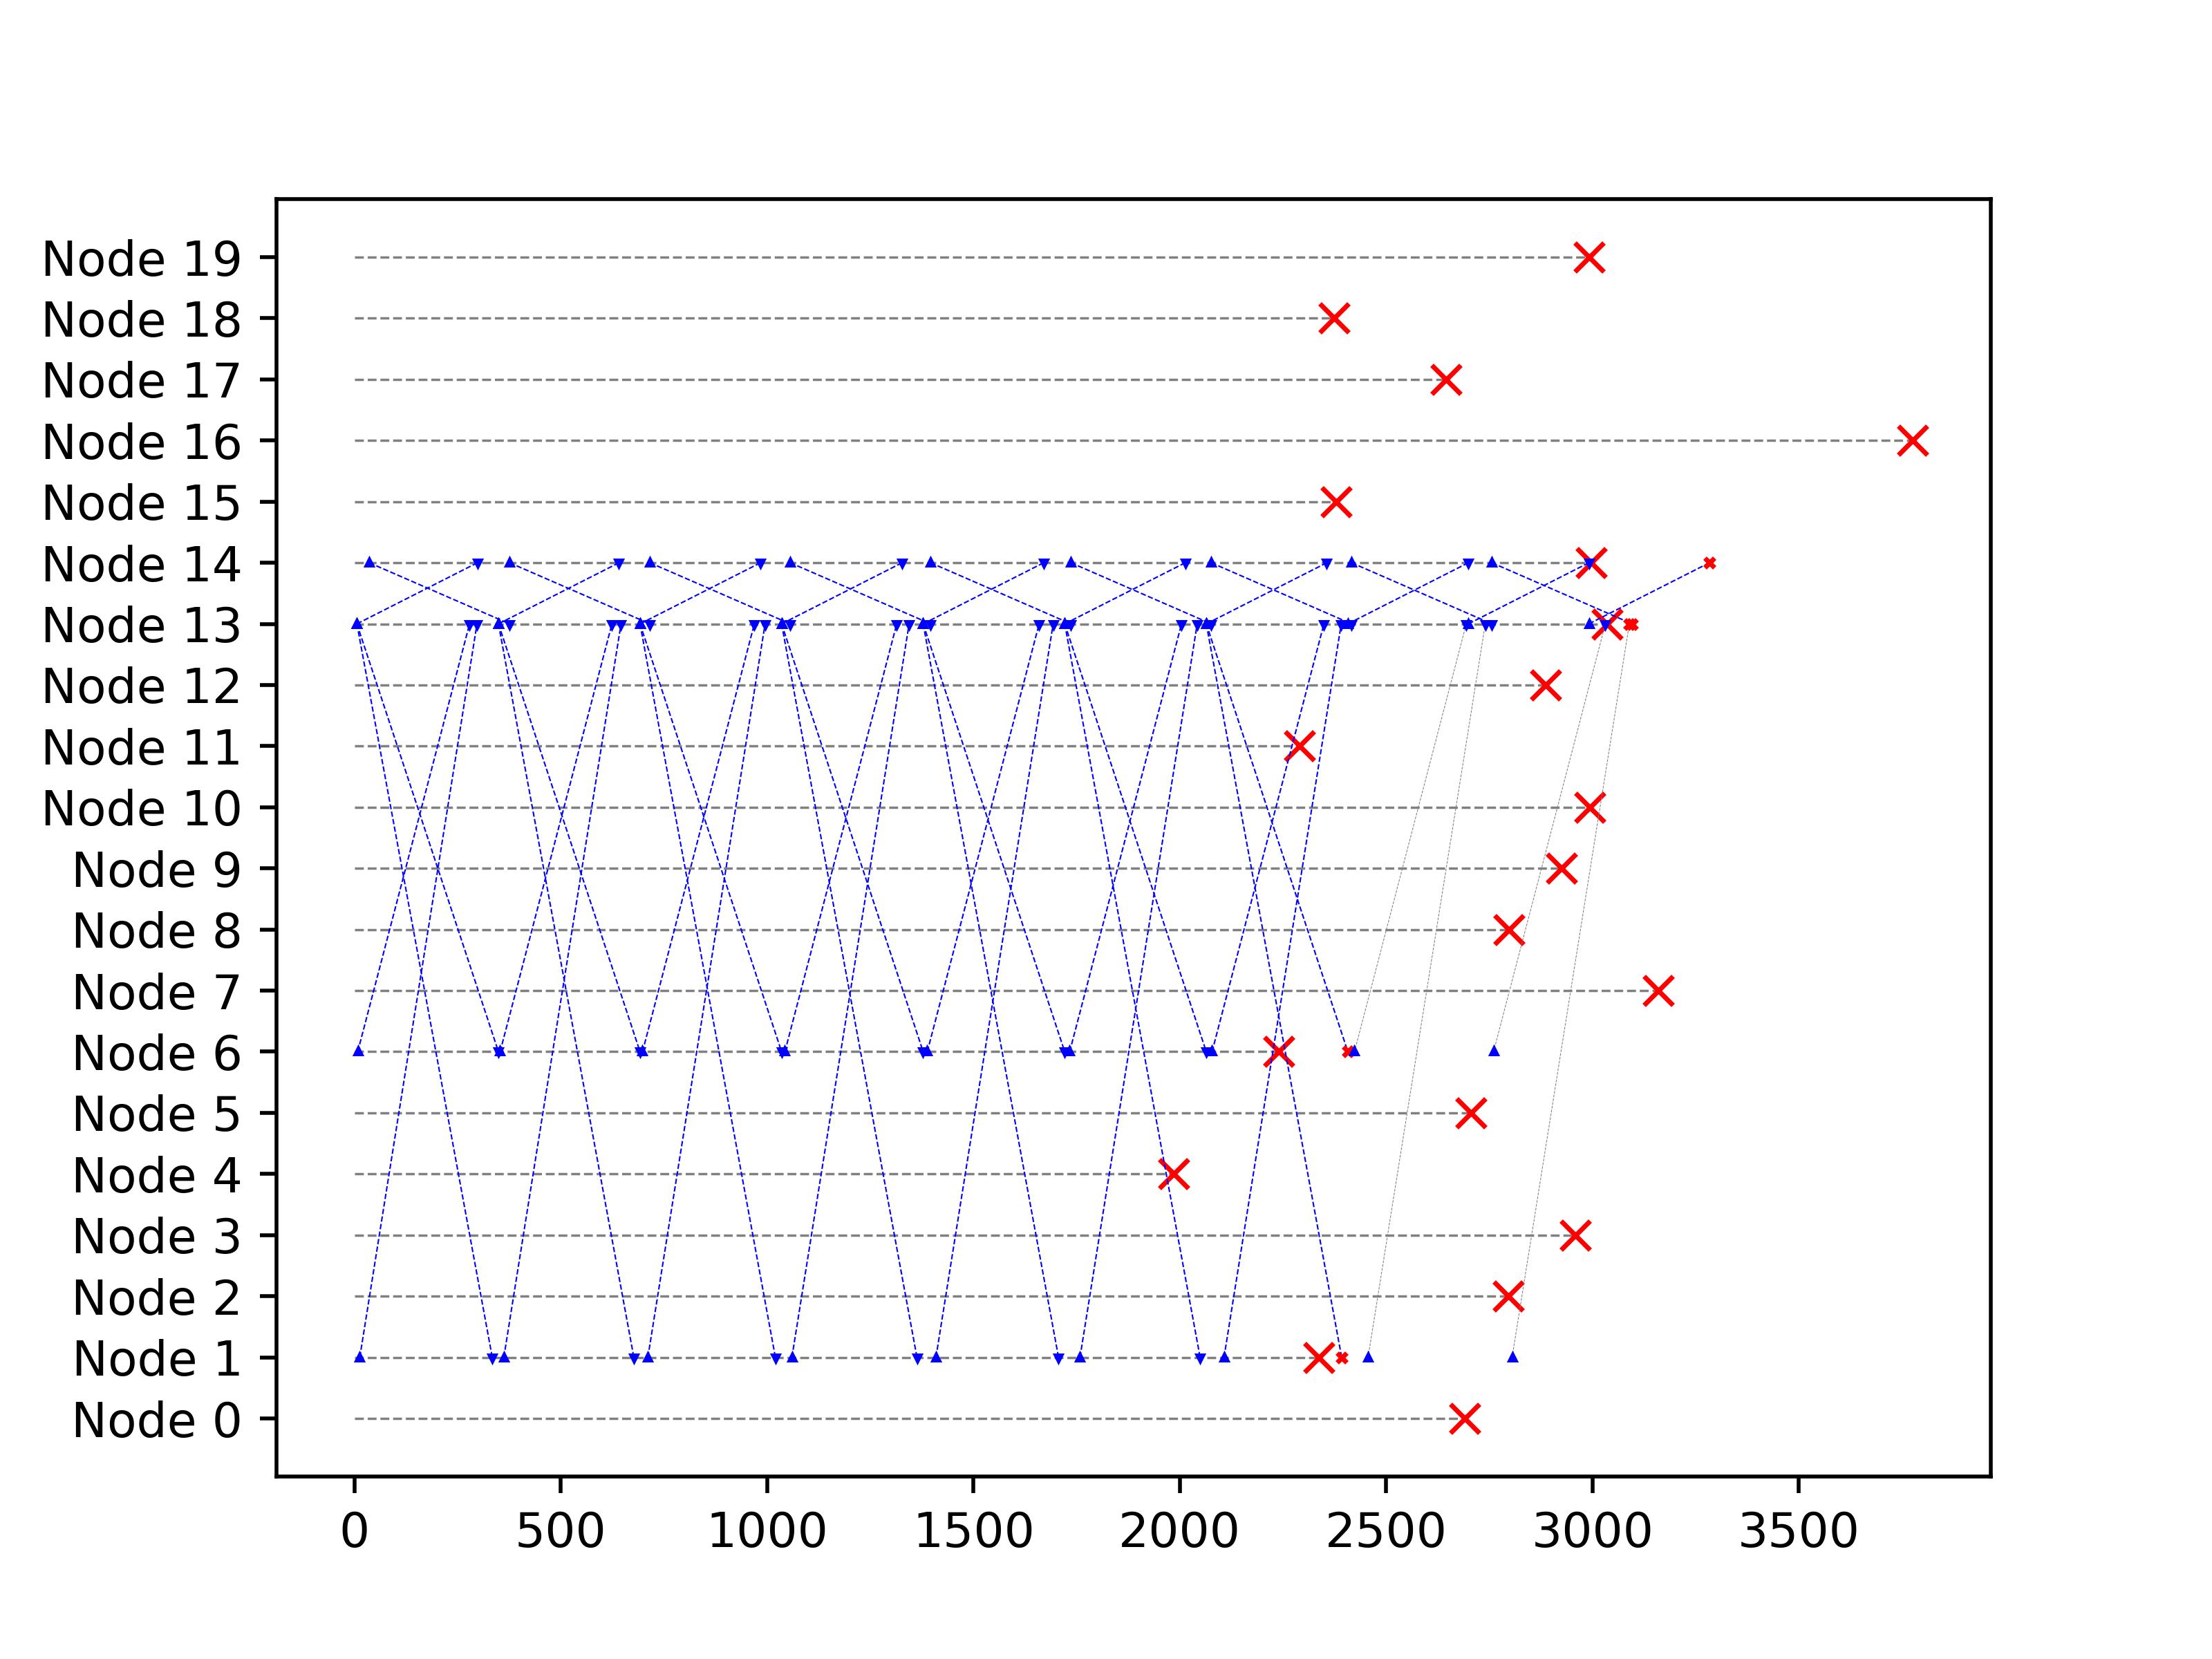 Node 19
Node 18
Node 17
Node 16
Node 15
Node 14
Node 13
Node 12
Node 11
Node 10
Node 9
Node 8
Node 7
Node 6
Node 5
Node 4
Node 3
Node 2
Node 1
Node 0
0 500 1000 1500 2000 2500 3000 3500